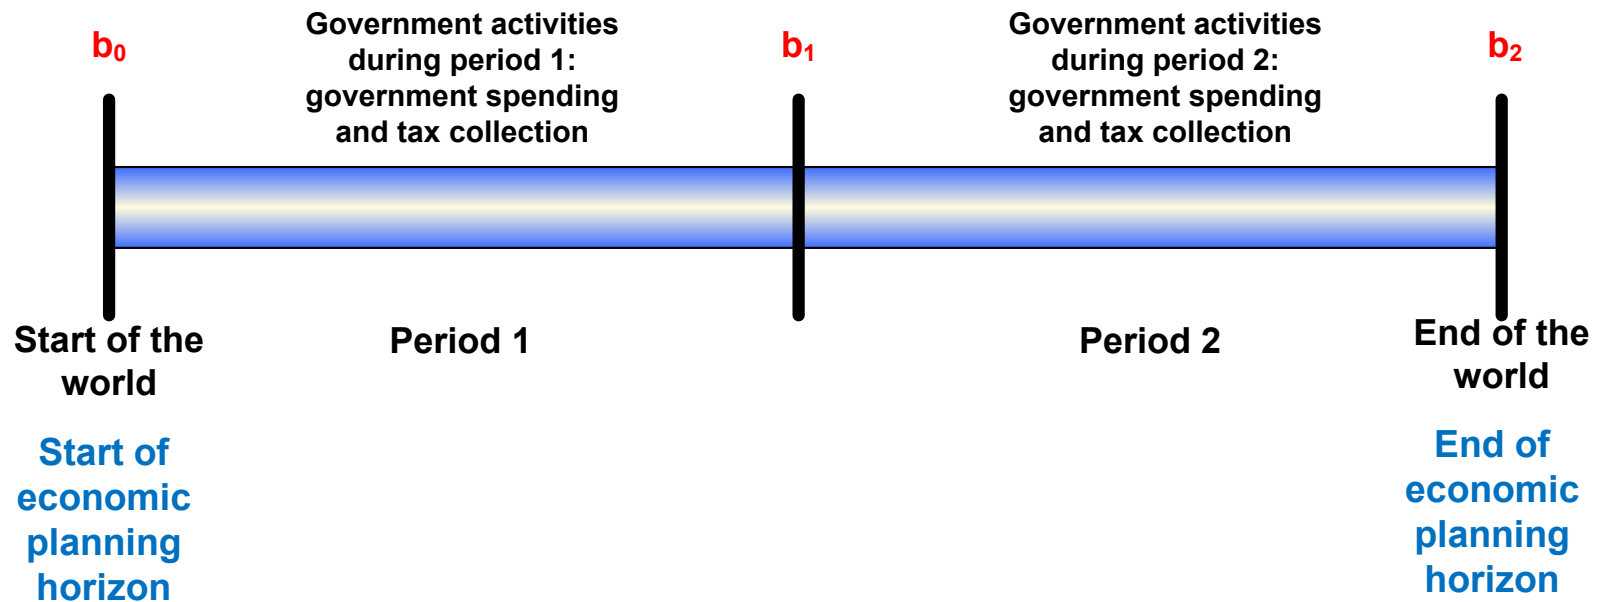 b₀
Government activities
during period 1:
government spending
and tax collection
b₁
Government activities
during period 2:
government spending
and tax collection
b₂
Start of the
world
Period 1
Period 2
End of the
world
Start of
economic
planning
horizon
End of
economic
planning
horizon